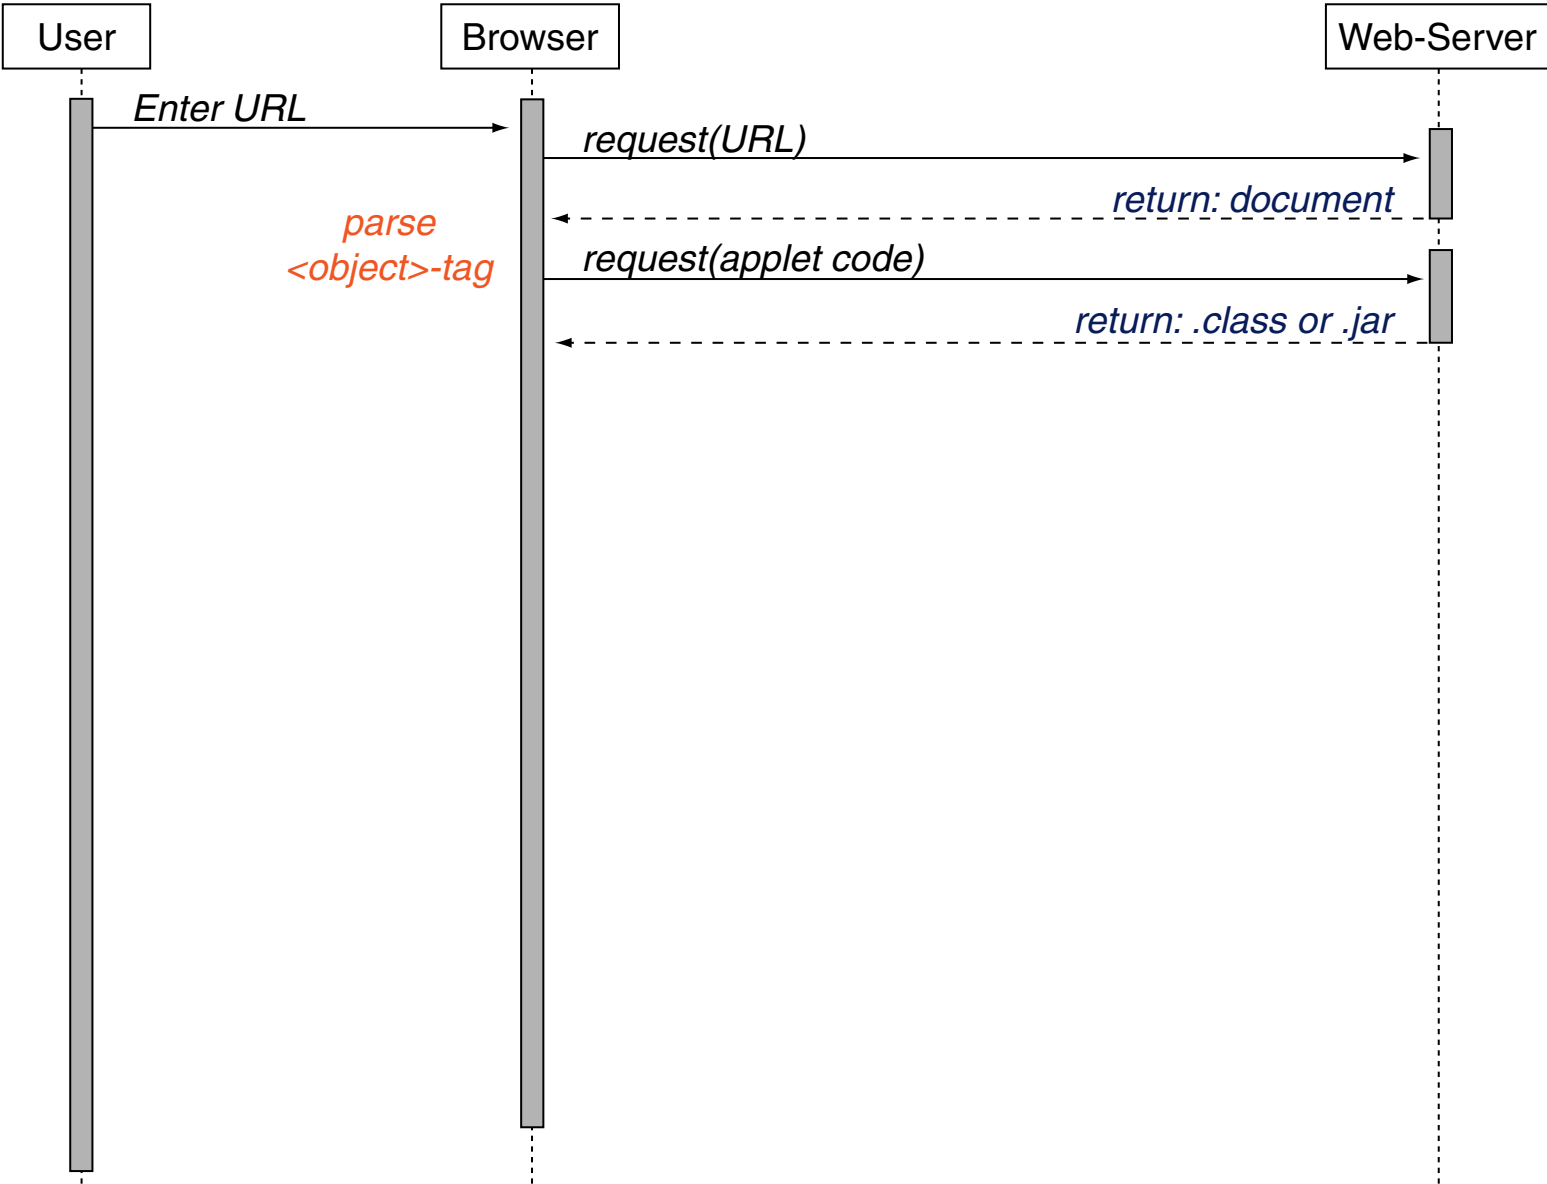 User
Browser
Web-Server
Enter URL
request(URL)
return: document
parse
<object>-tag
request(applet code)
return: .class or .jar